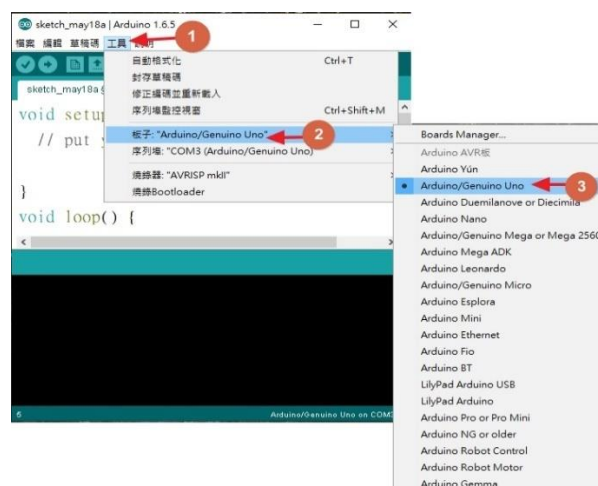 sketch_may18a | Arduino 1.6.5
檔案 編輯 草稿碼 工具
1
自動格式化 Ctrl+T
封存草稿碼
修正編碼並重新載入
序列埠監控視窗 Ctrl+Shift+M
板子: "Arduino/Genuino Uno"
2
序列埠: "COM3 (Arduino/Genuino Uno)
燒錄器: "AVRISP mkII"
燒錄Bootloader
sketch_may18a
void setup
// put y
}
void loop() {
6
Arduino/Genuino Uno on COM3
Boards Manager...
Arduino AVR板
Arduino Yún
Arduino/Genuino Uno
3
Arduino Duemilanove or Diecimila
Arduino Nano
Arduino/Genuino Mega or Mega 2560
Arduino Mega ADK
Arduino Leonardo
Arduino/Genuino Micro
Arduino Esplora
Arduino Mini
Arduino Ethernet
Arduino Fio
Arduino BT
LilyPad Arduino USB
LilyPad Arduino
Arduino Pro or Pro Mini
Arduino NG or older
Arduino Robot Control
Arduino Robot Motor
Arduino Gemma